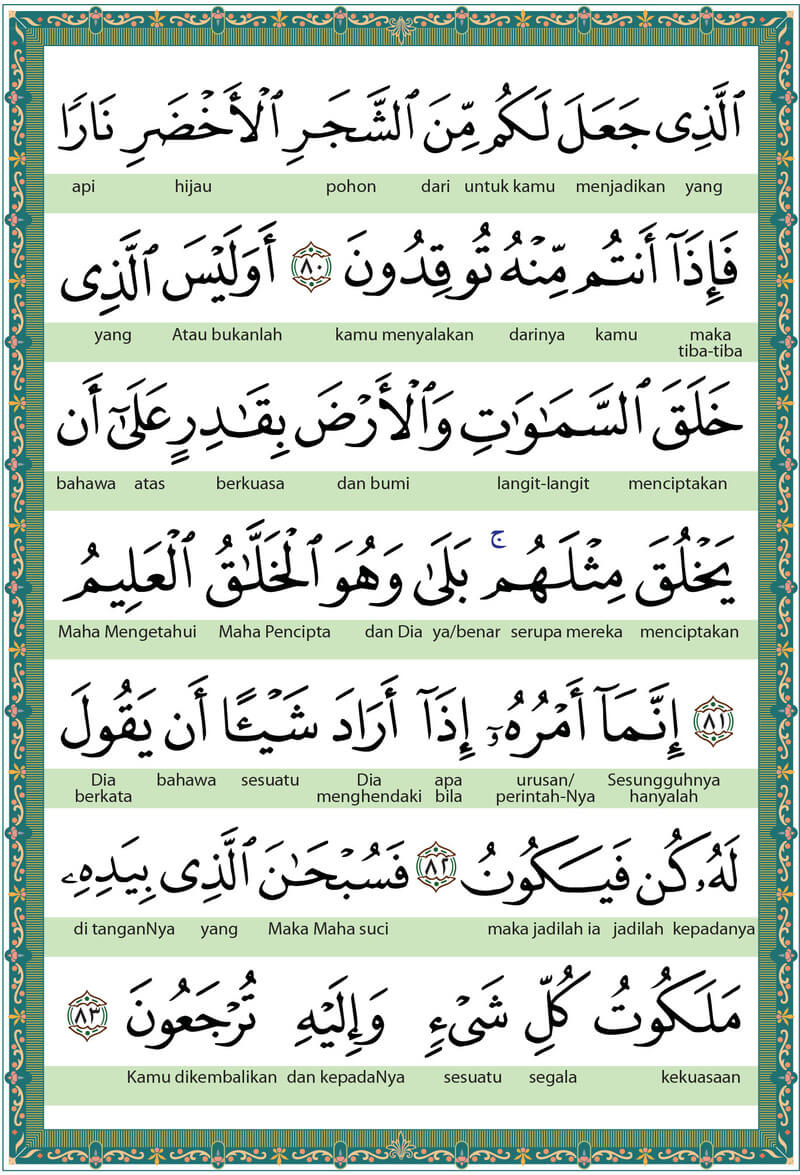 ٱلَّذِى جَعَلَ لَكُم مِّنَ ٱلشَّجَرِ ٱلْأَخْضَرِ نَارًا
api hijau pohon dari untuk kamu menjadikan yang
فَإِذَآ أَنتُم مِّنْهُ تُوقِدُونَ ٨٠ أَوَلَيْسَ ٱلَّذِى
yang Atau bukanlah kamu menyalakan darinya kamu maka tiba-tiba
خَلَقَ ٱلسَّمَٰوَٰتِ وَٱلْأَرْضَ بِقَٰدِرٍ عَلَىٰٓ أَن
bahawa atas berkuasa dan bumi langit-langit menciptakan
يَخْلُقَ مِثْلَهُم ۚ بَلَىٰ وَهُوَ ٱلْخَلَّٰقُ ٱلْعَلِيمُ
Maha Mengetahui Maha Pencipta dan Dia ya/benar serupa mereka menciptakan
٨١ إِنَّمَآ أَمْرُهُۥٓ إِذَآ أَرَادَ شَيْـًٔا أَن يَقُولَ
Dia berkata bahawa sesuatu Dia menghendaki apa bila urusan/ perintah-Nya Sesungguhnya hanyalah
لَهُۥ كُن فَيَكُونُ ٨٢ فَسُبْحَٰنَ ٱلَّذِى بِيَدِهِۦ
di tanganNya yang Maka Maha suci maka jadilah ia jadilah kepadanya
مَلَكُوتُ كُلِّ شَىْءٍ وَإِلَيْهِ تُرْجَعُونَ ٨٣
Kamu dikembalikan dan kepadaNya sesuatu segala kekuasaan